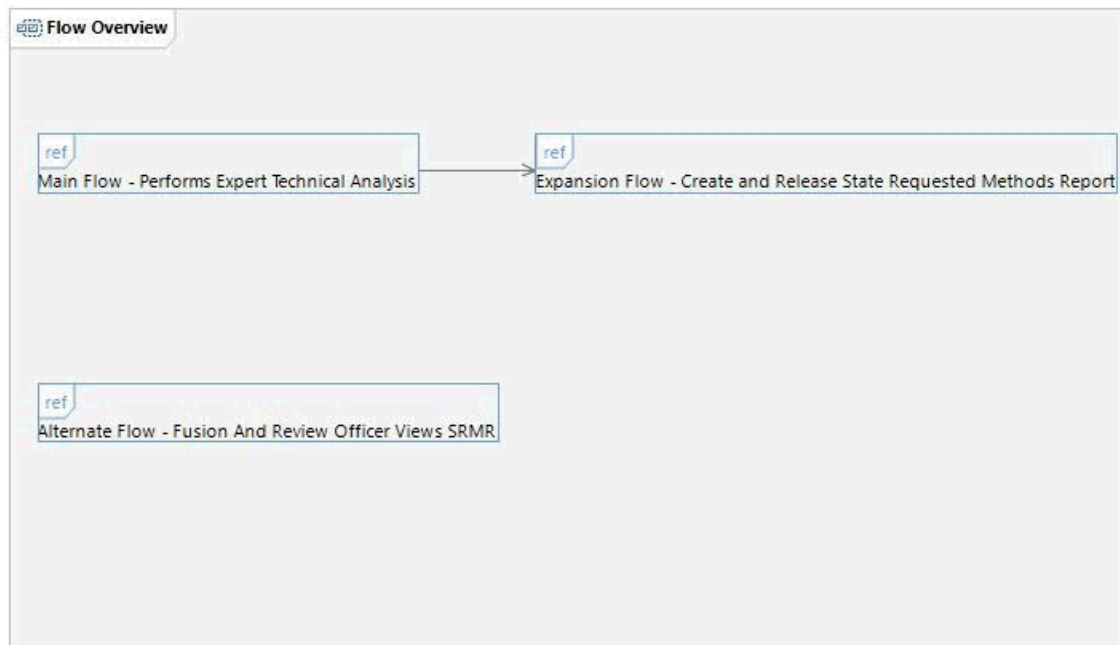 Flow Overview
ref
Main Flow - Performs Expert Technical Analysis
ref
Expansion Flow - Create and Release State Requested Methods Report
ref
Alternate Flow - Fusion And Review Officer Views SRMR